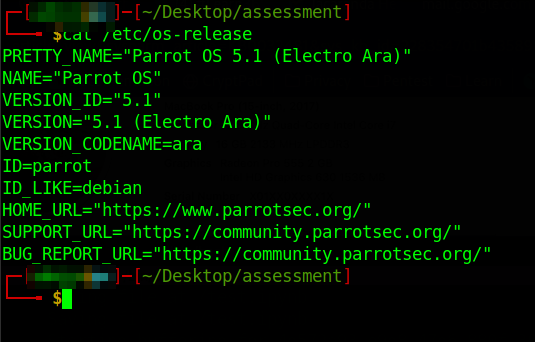 [~/Desktop/assessment]
$cat /etc/os-release
PRETTY_NAME="Parrot OS 5.1 (Electro Ara)"
NAME="Parrot OS"
VERSION_ID="5.1"
VERSION="5.1 (Electro Ara)"
VERSION_CODENAME=ara
ID=parrot
ID_LIKE=debian
HOME_URL="https://www.parrotsec.org/"
SUPPORT_URL="https://community.parrotsec.org/"
BUG_REPORT_URL="https://community.parrotsec.org/"
[~/Desktop/assessment]
$